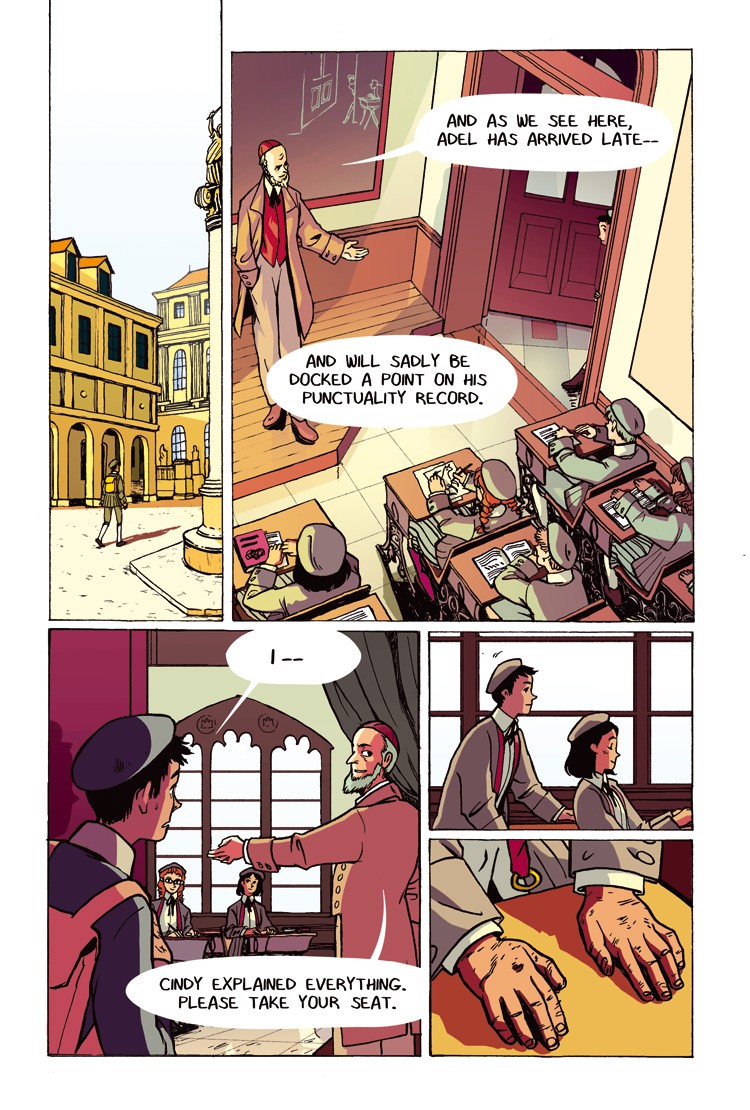 AND AS WE SEE HERE,
ADEL HAS ARRIVED LATE--
AND WILL SADLY BE
DOCKED A POINT ON HIS
PUNCTUALITY RECORD.
I--
CINDY EXPLAINED EVERYTHING.
PLEASE TAKE YOUR SEAT.